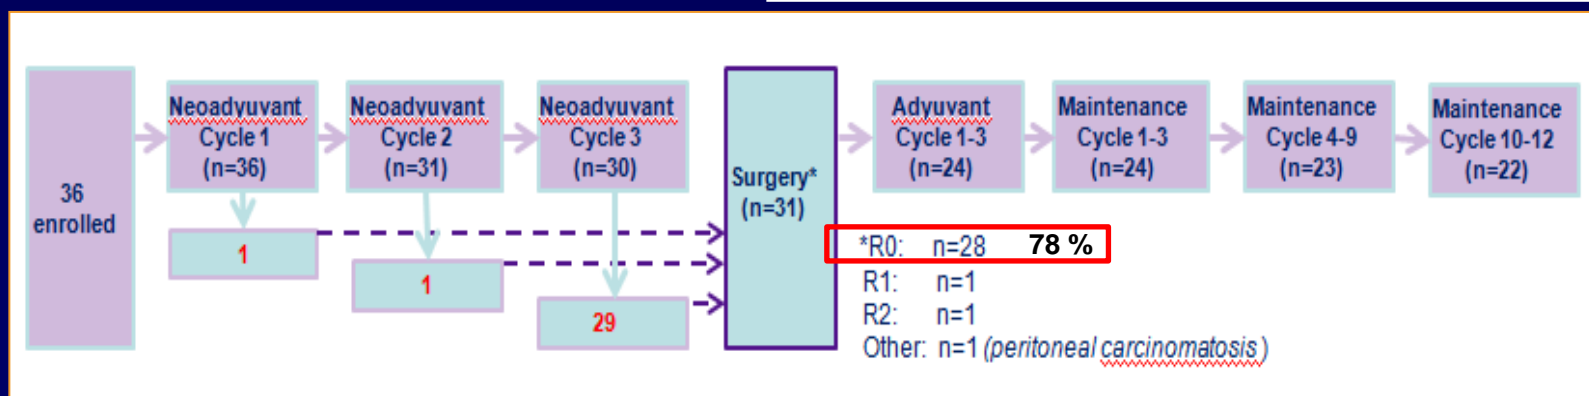 36
enrolled
Neoadyuvant
Cycle 1
(n=36)
Neoadyuvant
Cycle 2
(n=31)
Neoadyuvant
Cycle 3
(n=30)
1
1
29
Surgery*
(n=31)
Adyuvant
Cycle 1-3
(n=24)
Maintenance
Cycle 1-3
(n=24)
Maintenance
Cycle 4-9
(n=23)
Maintenance
Cycle 10-12
(n=22)
*R0: n=28 78 %
R1: n=1
R2: n=1
Other: n=1 (peritoneal carcinomatosis)